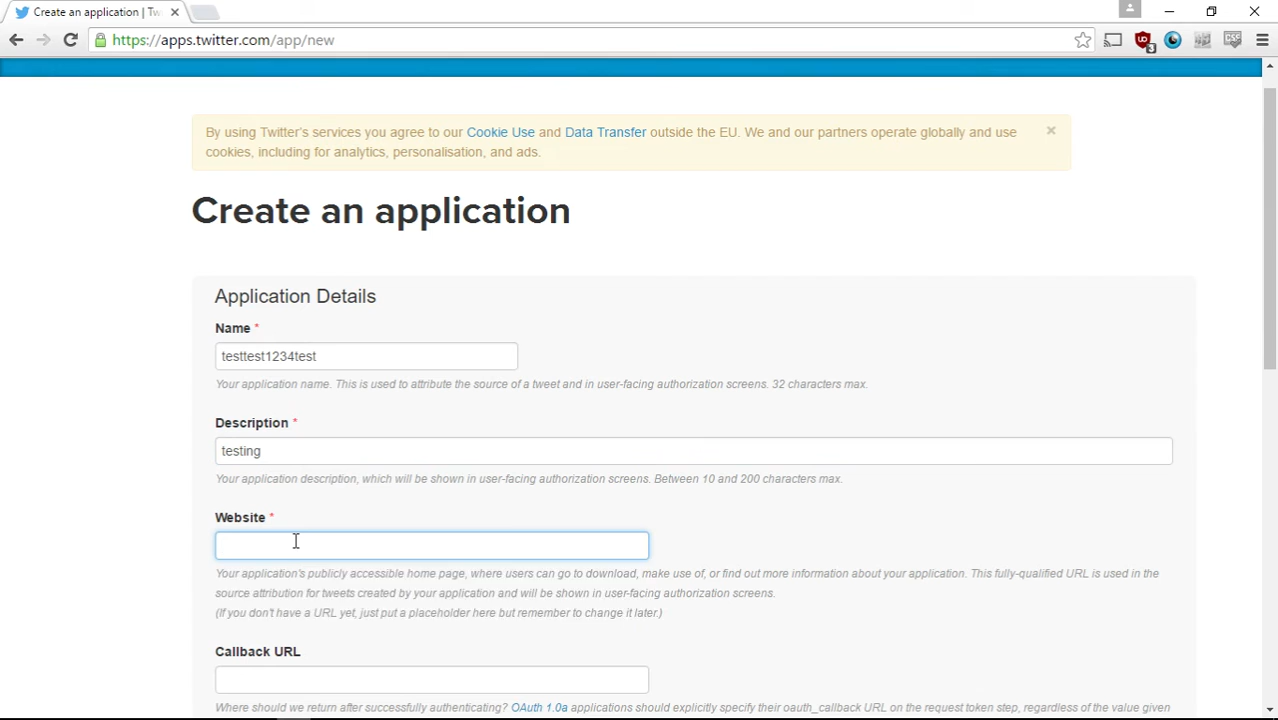 Create an application | Tw
https://apps.twitter.com/app/new
3
By using Twitter's services you agree to our Cookie Use and Data Transfer outside the EU. We and our partners operate globally and use
cookies, including for analytics, personalisation, and ads.
×
Create an application
Application Details
Name *
testtest1234test
Your application name. This is used to attribute the source of a tweet and in user-facing authorization screens. 32 characters max.
Description *
testing
Your application description, which will be shown in user-facing authorization screens. Between 10 and 200 characters max.
Website *
Your application's publicly accessible home page, where users can go to download, make use of, or find out more information about your application. This fully-qualified URL is used in the
source attribution for tweets created by your application and will be shown in user-facing authorization screens.
(If you don't have a URL yet, just put a placeholder here but remember to change it later.)
Callback URL
Where should we return after successfully authenticating? OAuth 1.0a applications should explicitly specify their oauth_callback URL on the request token step, regardless of the value given